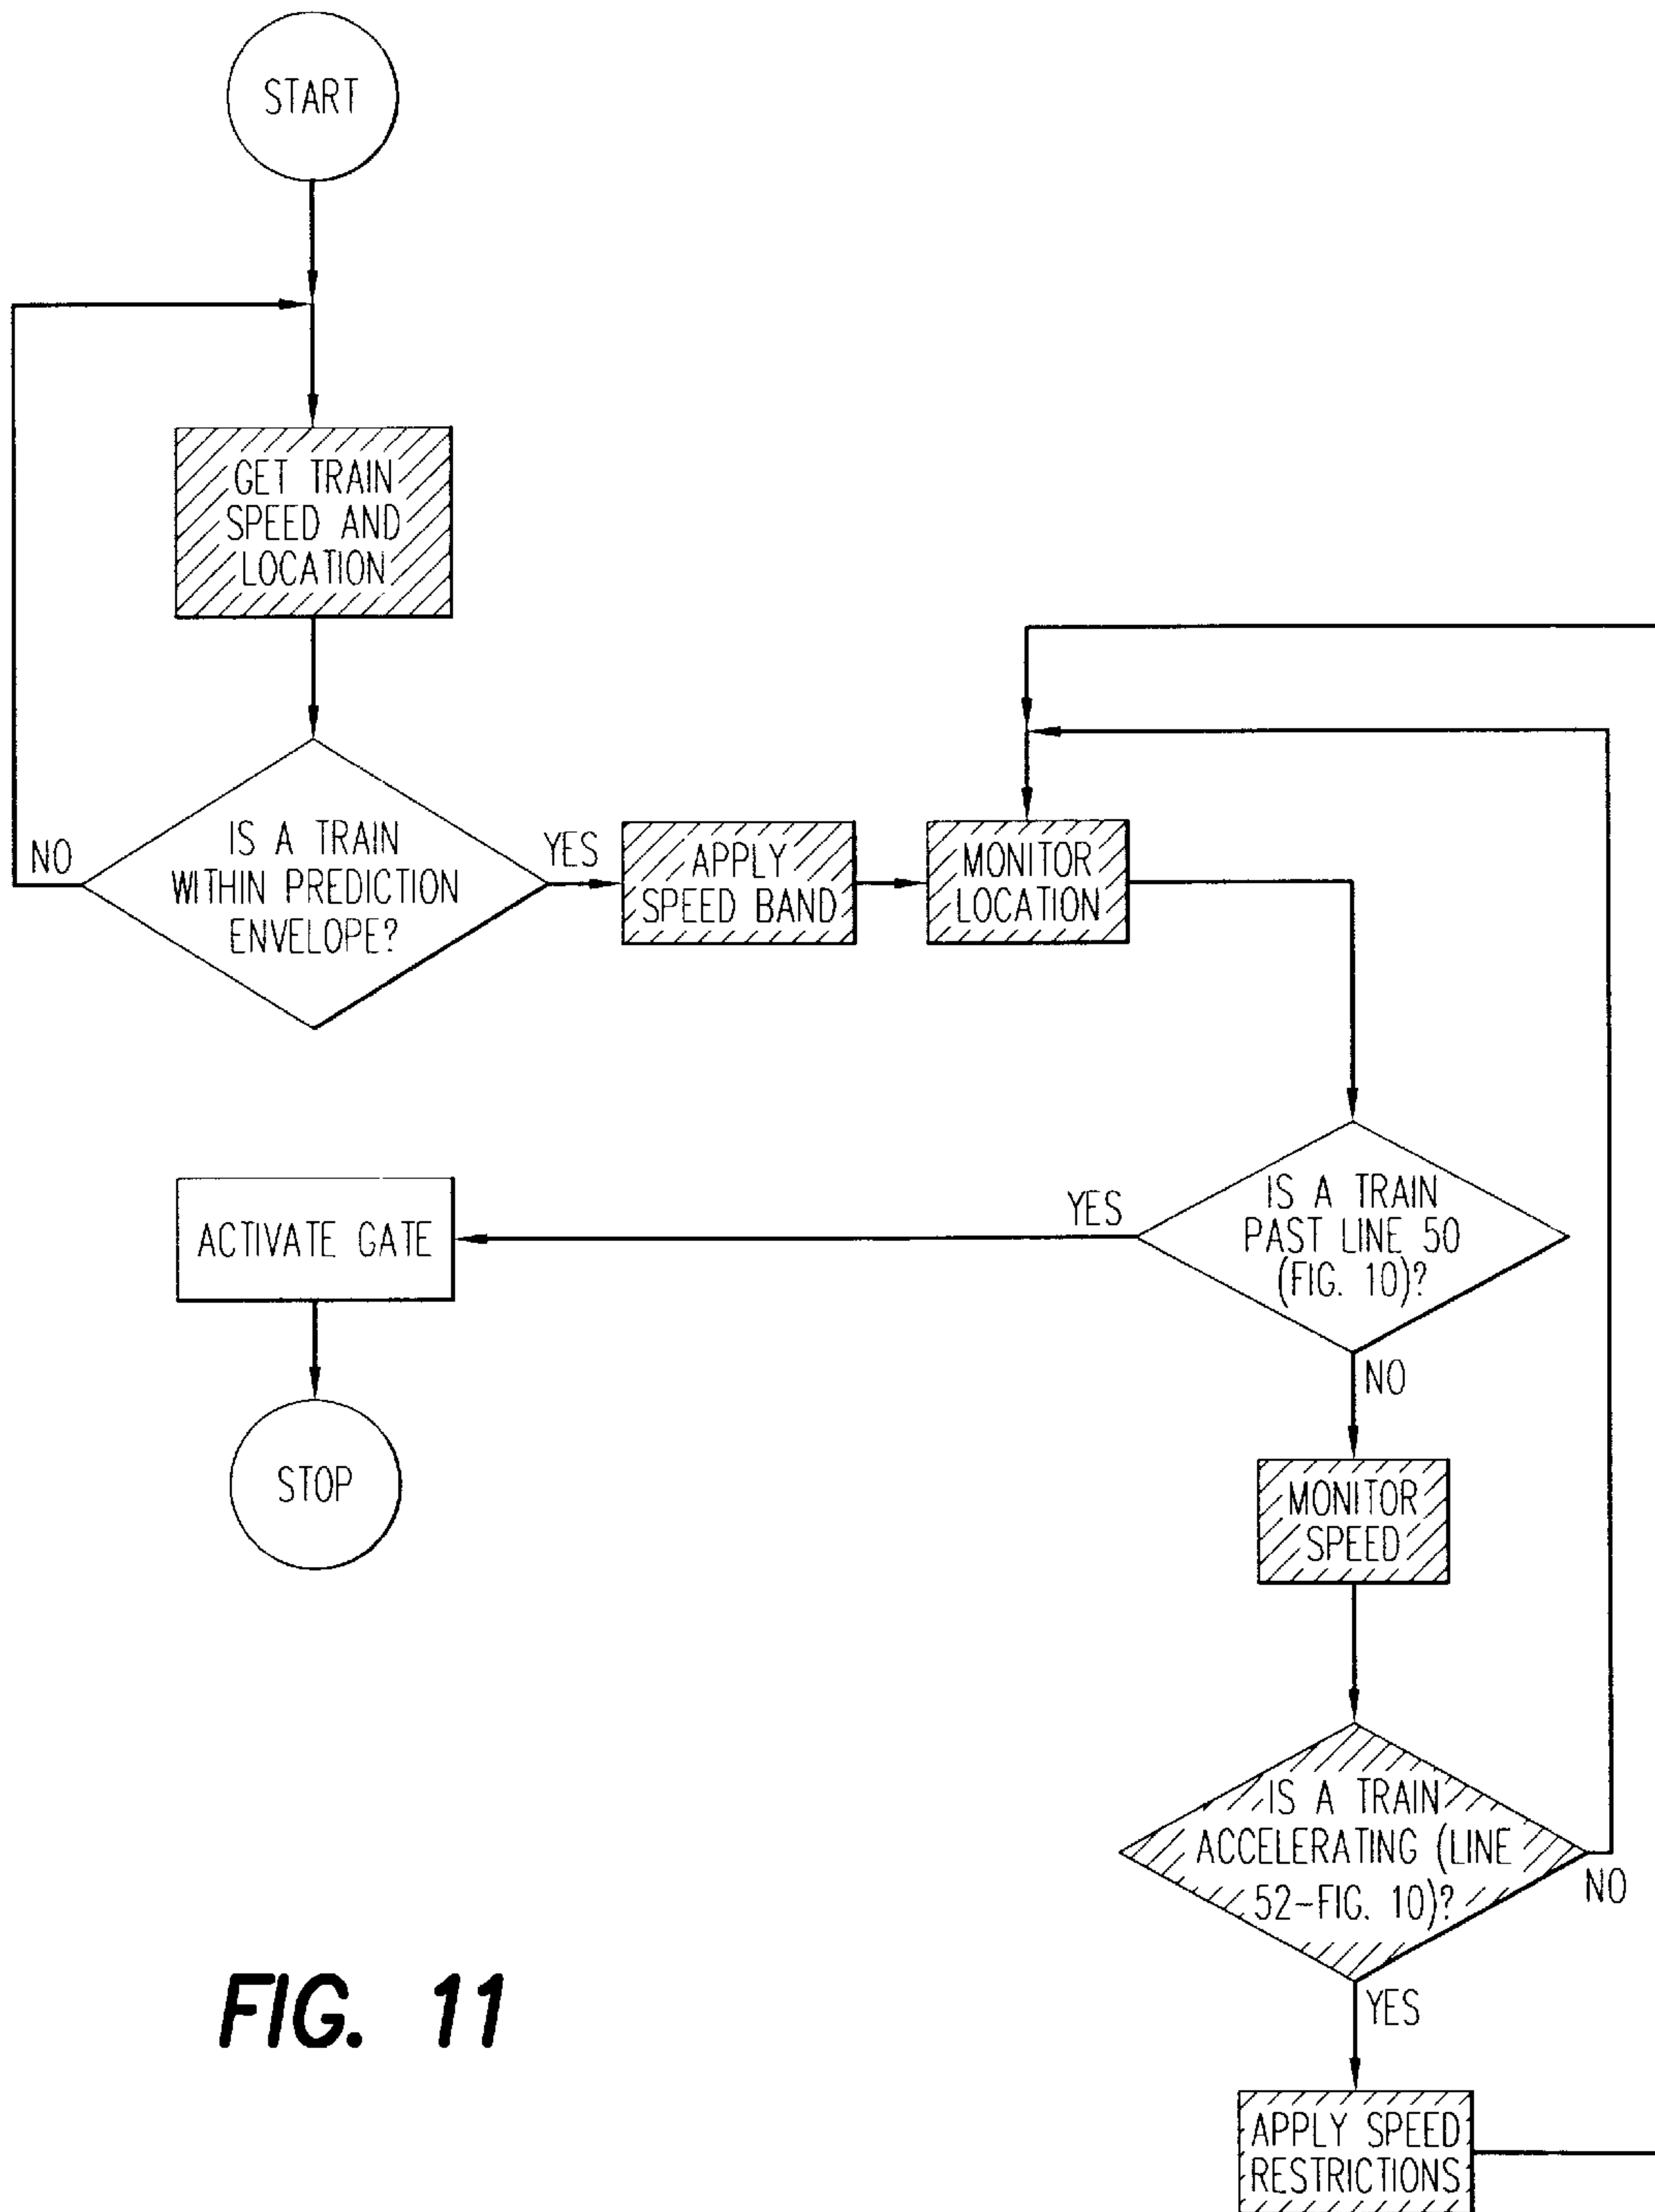 START
GET TRAIN
SPEED AND
LOCATION
IS A TRAIN
WITHIN PREDICTION
ENVELOPE?
NO
YES
APPLY
SPEED BAND
MONITOR
LOCATION
IS A TRAIN
PAST LINE 50
(FIG. 10)?
YES
NO
ACTIVATE GATE
STOP
MONITOR
SPEED
IS A TRAIN
ACCELERATING (LINE
52-FIG. 10)?
NO
YES
APPLY SPEED
RESTRICTIONS
FIG. 11